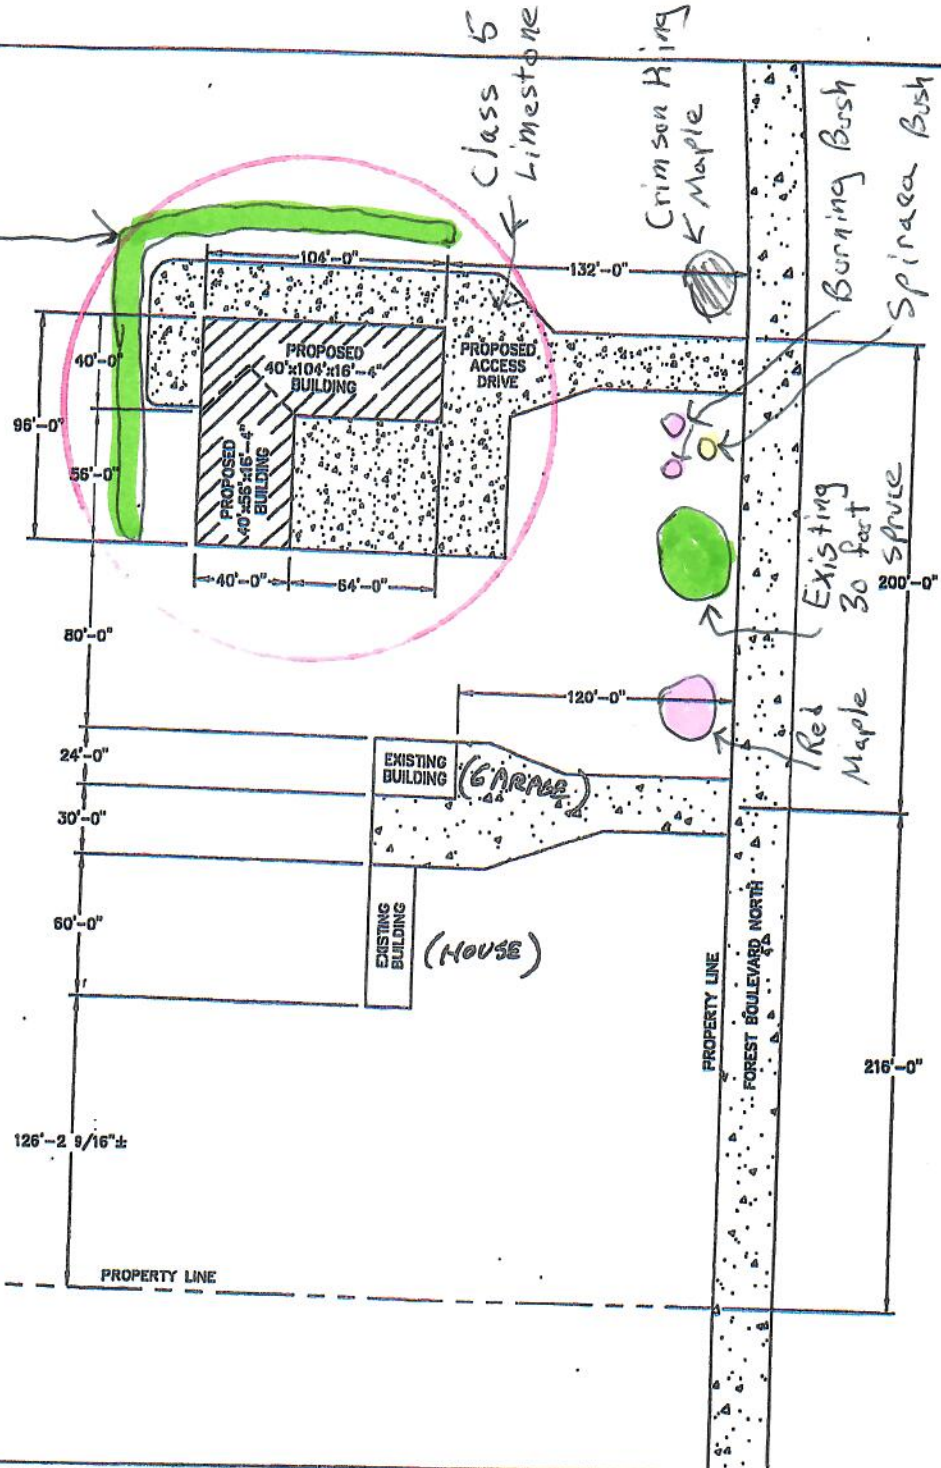 Class 5
Limestone
Crimson King
Maple
Burning Bush
Spiraea Bush
104'-0"
132'-0"
PROPOSED
40'x104'x16'-4"
BUILDING
PROPOSED
ACCESS
DRIVE
40'-0"
96'-0"
56'-0"
PROPOSED
40'x56'x16'-4"
BUILDING
40'-0"
64'-0"
Existing
30 foot
spruce
200'-0"
80'-0"
120'-0"
Red
Maple
24'-0"
EXISTING
BUILDING
(GARAGE)
30'-0"
60'-0"
EXISTING
BUILDING
(HOUSE)
PROPERTY LINE
FOREST BOULEVARD NORTH
216'-0"
126'-2 9/16"±
PROPERTY LINE